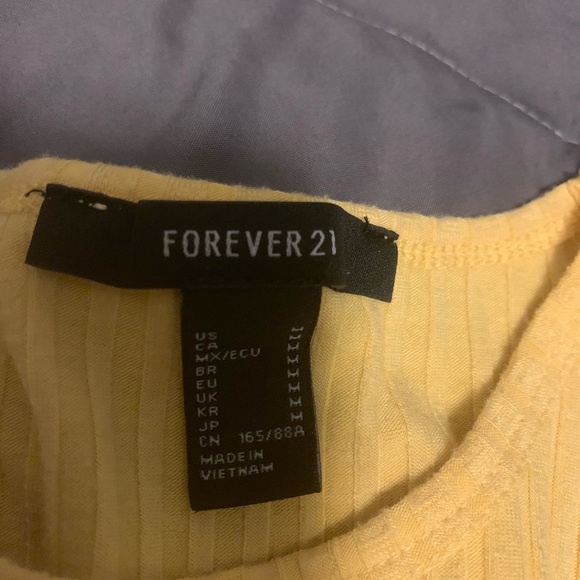 FOREVER 21
US M
CA M
MX/ECU M
BR M
EU M
UK M
KR M
JP M
CN 165/88A
MADE IN
VIETNAM